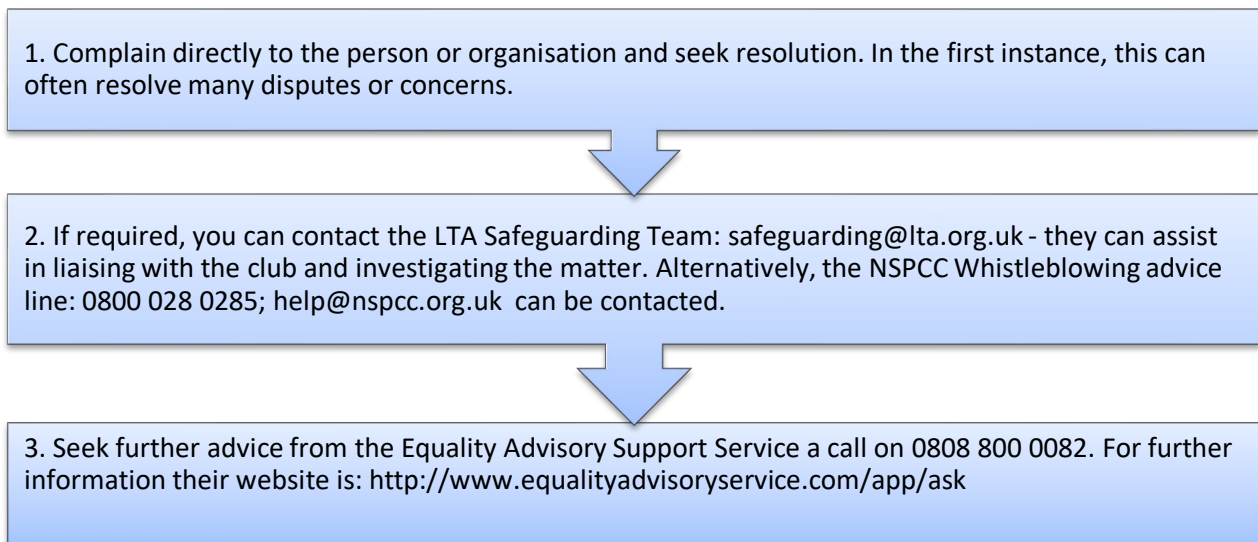 1. Complain directly to the person or organisation and seek resolution. In the first instance, this can
often resolve many disputes or concerns.
2. If required, you can contact the LTA Safeguarding Team: safeguarding@lta.org.uk - they can assist
in liaising with the club and investigating the matter. Alternatively, the NSPCC Whistleblowing advice
line: 0800 028 0285; help@nspcc.org.uk can be contacted.
3. Seek further advice from the Equality Advisory Support Service a call on 0808 800 0082. For further
information their website is: http://www.equalityadvisoryservice.com/app/ask